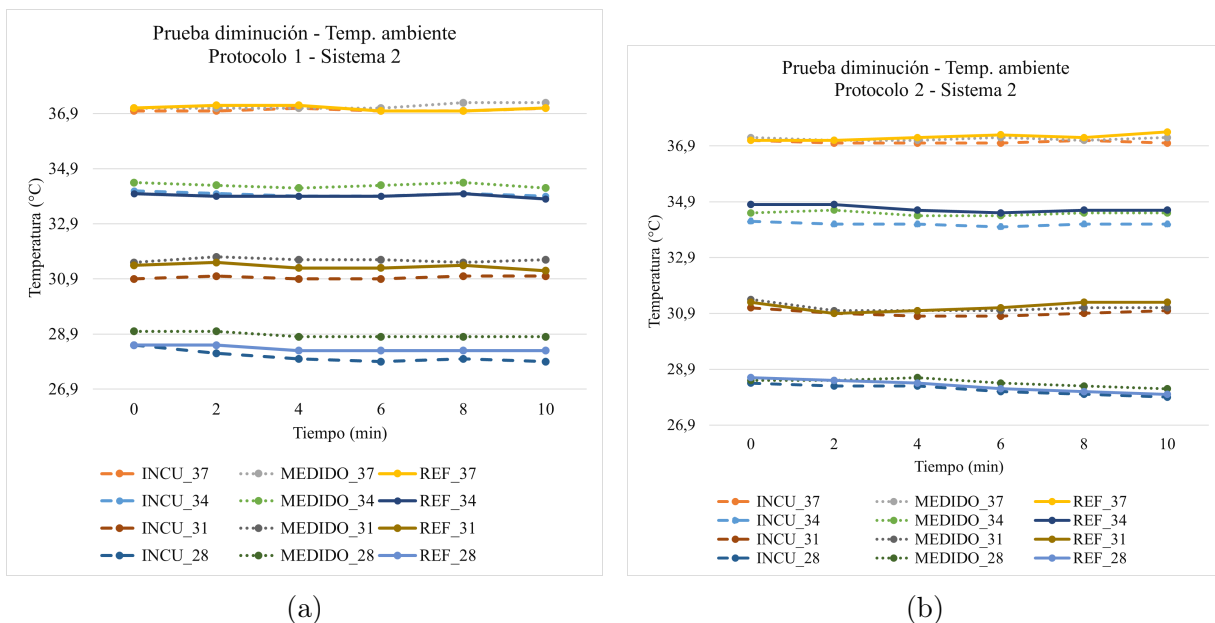 Prueba diminución - Temp. ambiente
Protocolo 1 - Sistema 2
Temperatura (°C)
36,9
34,9
32,9
30,9
28,9
26,9
0 2 4 6 8 10
Tiempo (min)
INCU_37 MEDIDO_37 REF_37
INCU_34 MEDIDO_34 REF_34
INCU_31 MEDIDO_31 REF_31
INCU_28 MEDIDO_28 REF_28
(a)
Prueba diminución - Temp. ambiente
Protocolo 2 - Sistema 2
Temperatura (°C)
36,9
34,9
32,9
30,9
28,9
26,9
0 2 4 6 8 10
Tiempo (min)
INCU_37 MEDIDO_37 REF_37
INCU_34 MEDIDO_34 REF_34
INCU_31 MEDIDO_31 REF_31
INCU_28 MEDIDO_28 REF_28
(b)